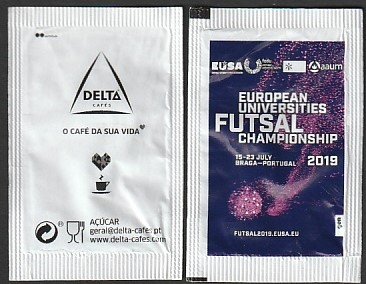 DELTA
CAFÉS
O CAFÉ DA SUA VIDA
AÇÚCAR
geral@delta-cafes.pt
www.delta-cafes.com
EUSA
aaum
EUROPEAN
UNIVERSITIES
FUTSAL
CHAMPIONSHIP
15-23 JULY
BRAGA-PORTUGAL
2019
FUTSAL2019.EUSA.EU